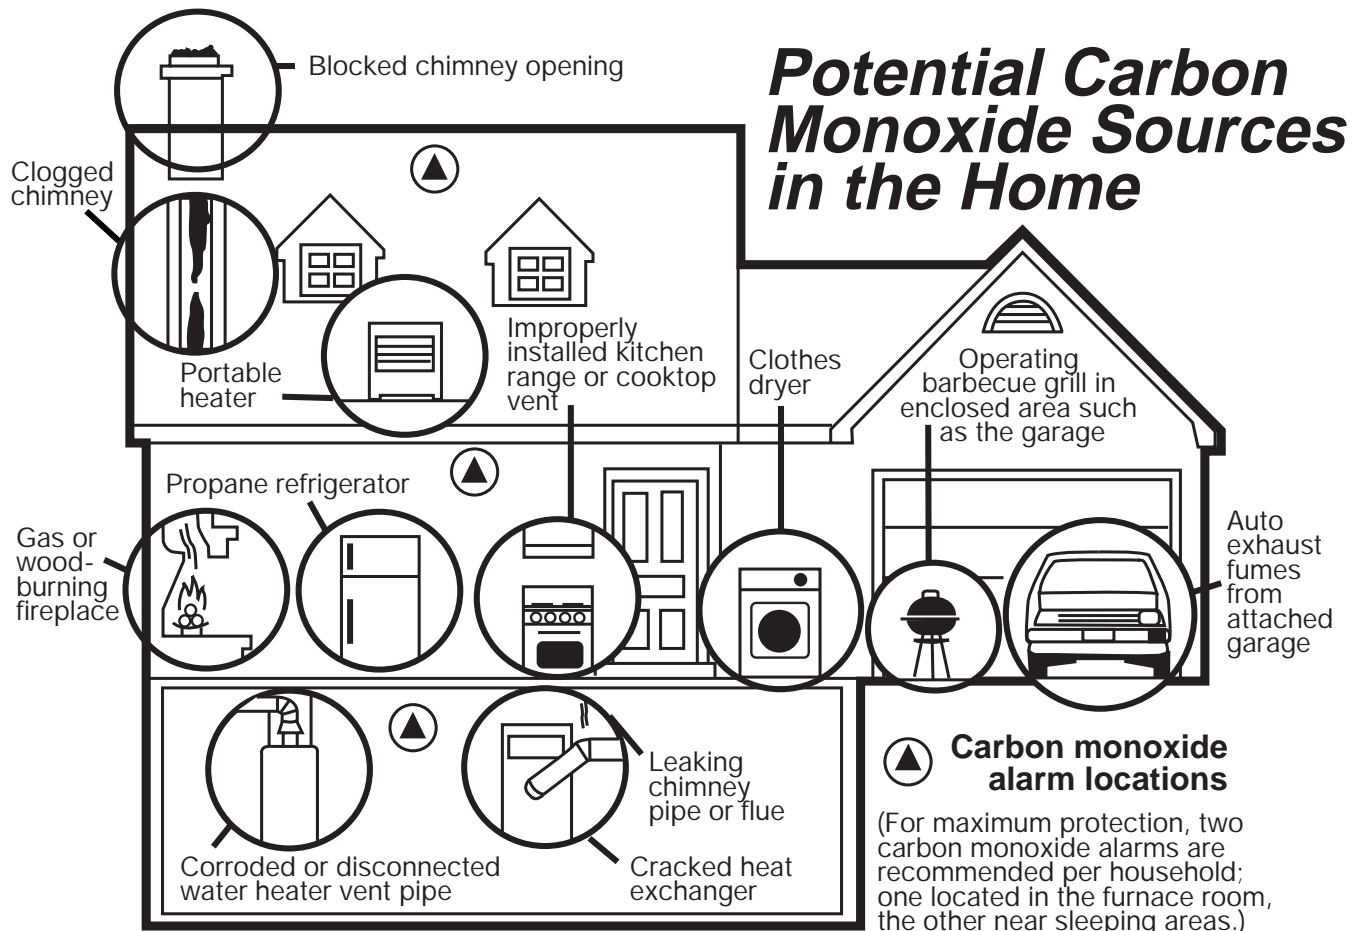 Potential Carbon
Monoxide Sources
in the Home
Blocked chimney opening
Clogged
chimney
Portable
heater
Improperly
installed kitchen
range or cooktop
vent
Clothes
dryer
Operating
barbecue grill in
enclosed area such
as the garage
Propane refrigerator
Gas or
wood-
burning
fireplace
Auto
exhaust
fumes
from
attached
garage
Leaking
chimney
pipe or flue
Corroded or disconnected
water heater vent pipe
Cracked heat
exchanger
Carbon monoxide
alarm locations
(For maximum protection, two
carbon monoxide alarms are
recommended per household;
one located in the furnace room,
the other near sleeping areas.)